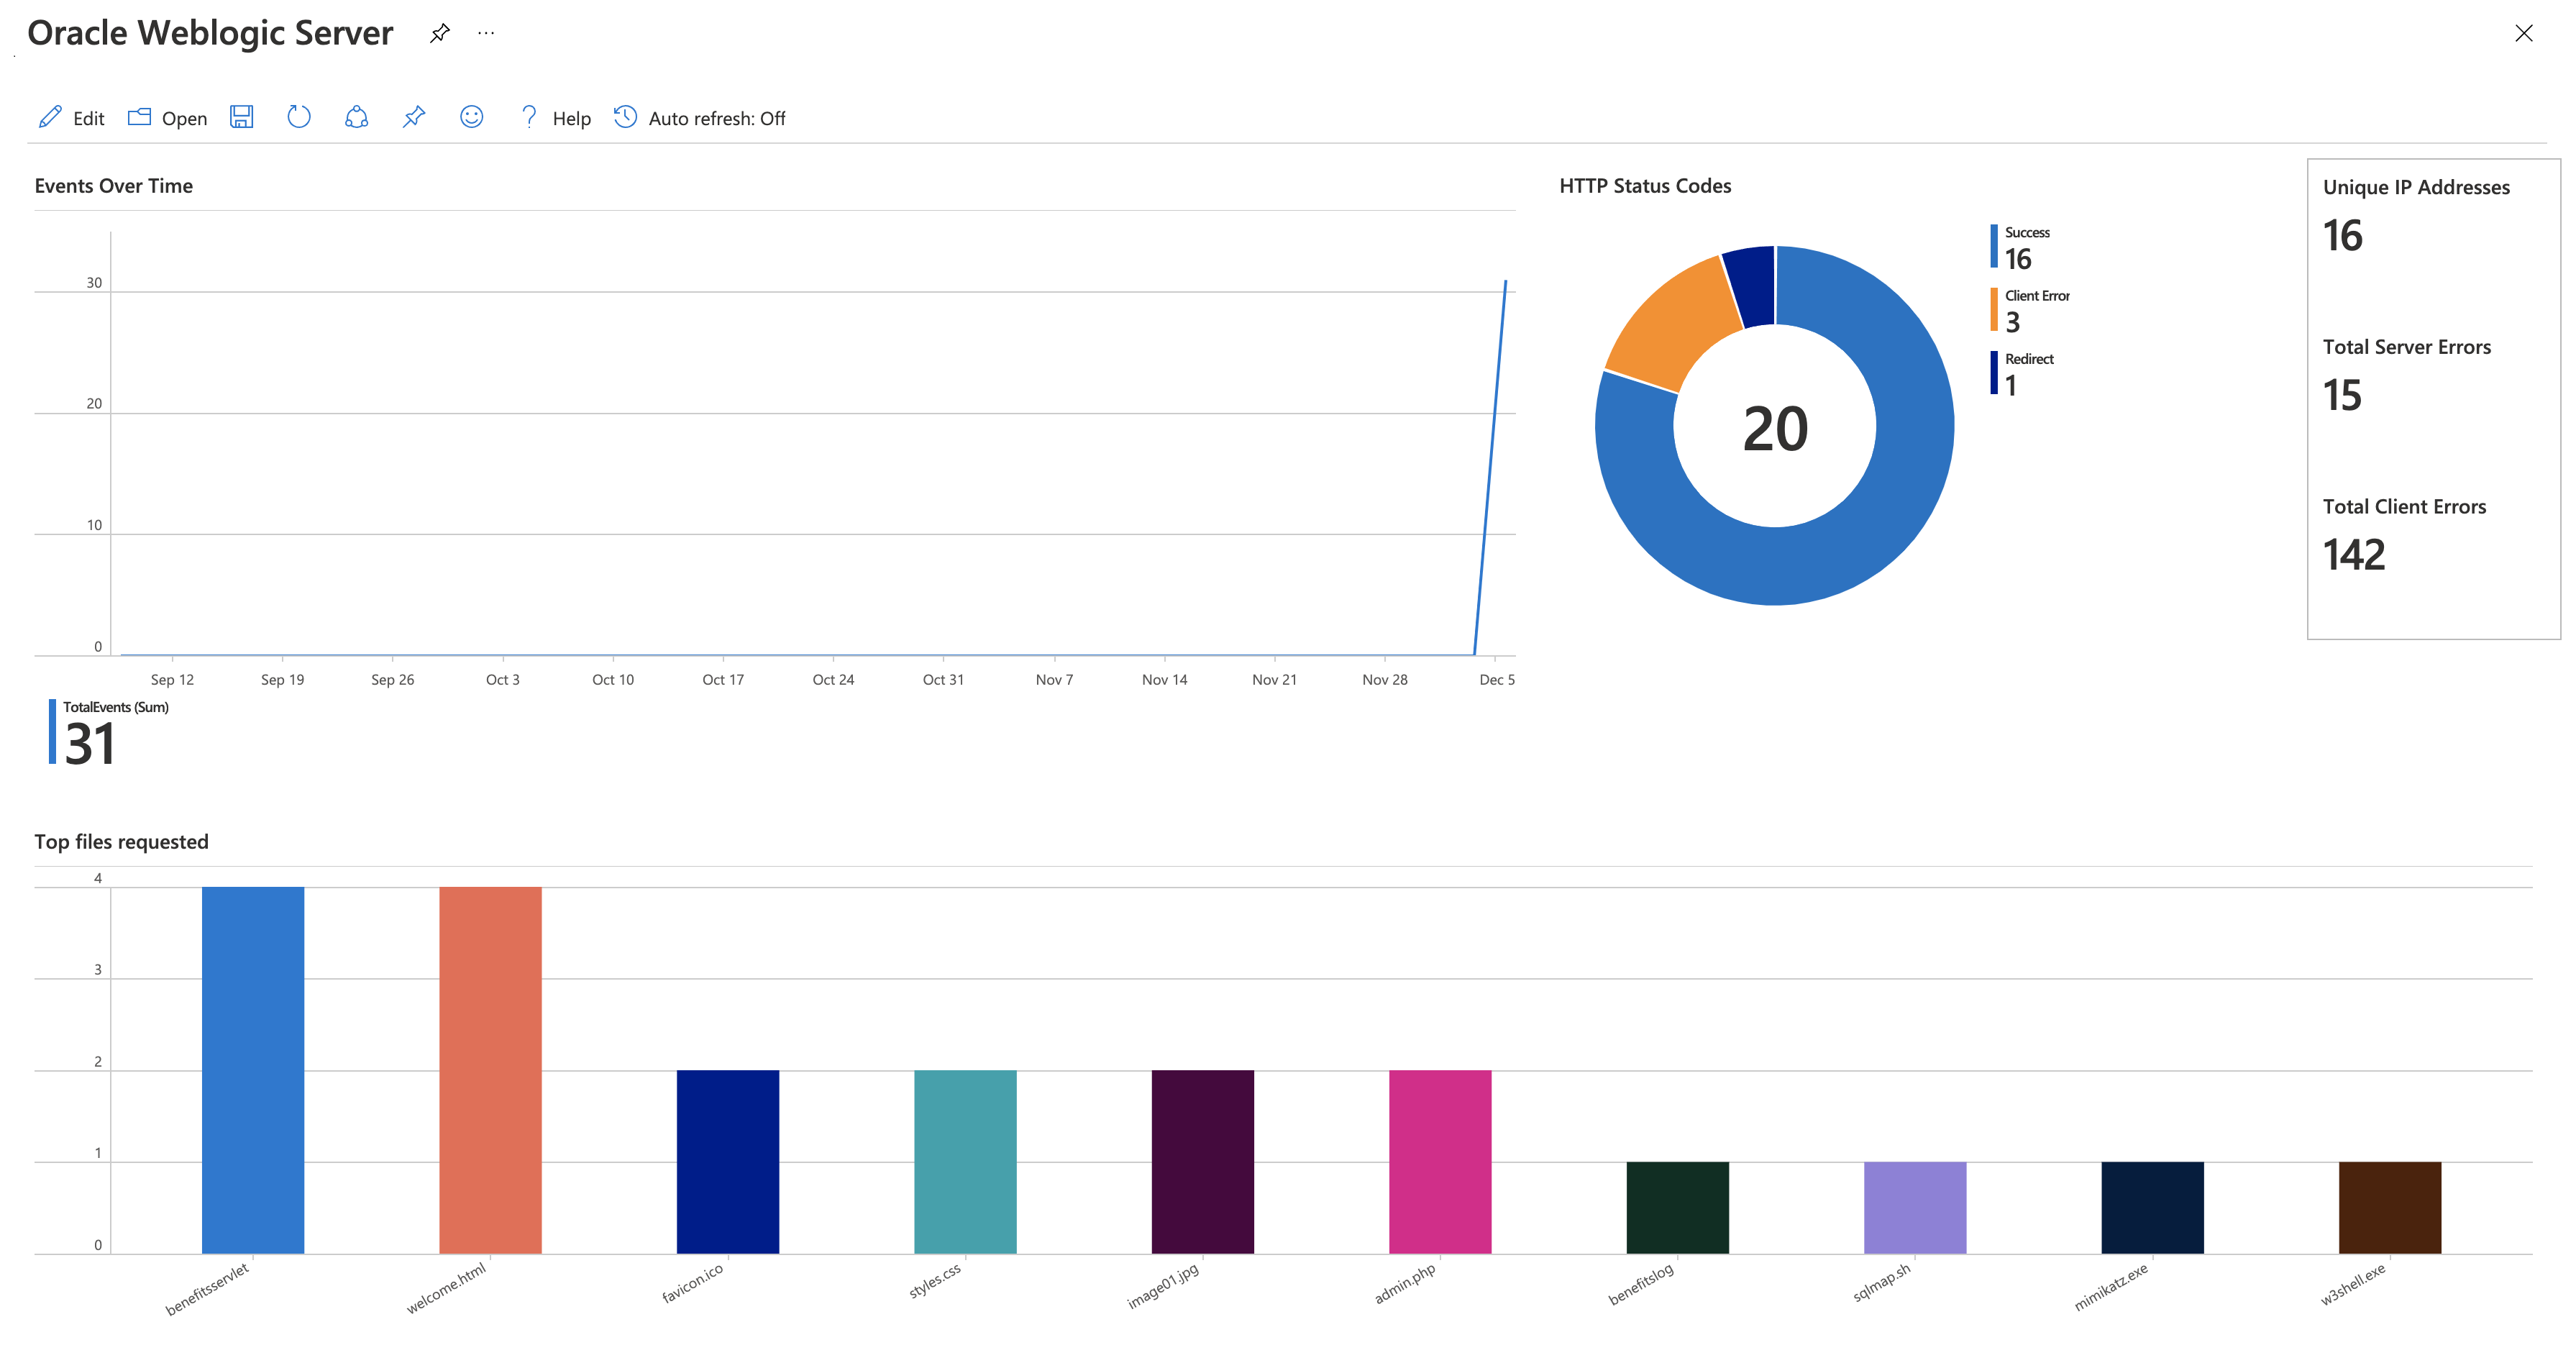 Oracle Weblogic Server
...
Edit
Open
Help
Auto refresh: Off
Events Over Time
30
20
10
0
Sep 12
Sep 19
Sep 26
Oct 3
Oct 10
Oct 17
Oct 24
Oct 31
Nov 7
Nov 14
Nov 21
Nov 28
Dec 5
TotalEvents (Sum)
31
HTTP Status Codes
20
Success
16
Client Error
3
Redirect
1
Unique IP Addresses
16
Total Server Errors
15
Total Client Errors
142
Top files requested
4
3
2
1
0
benefitsservlet
welcome.html
favicon.ico
styles.css
image01.jpg
admin.php
benefitslog
sqlmap.sh
mimikatz.exe
w3shell.exe